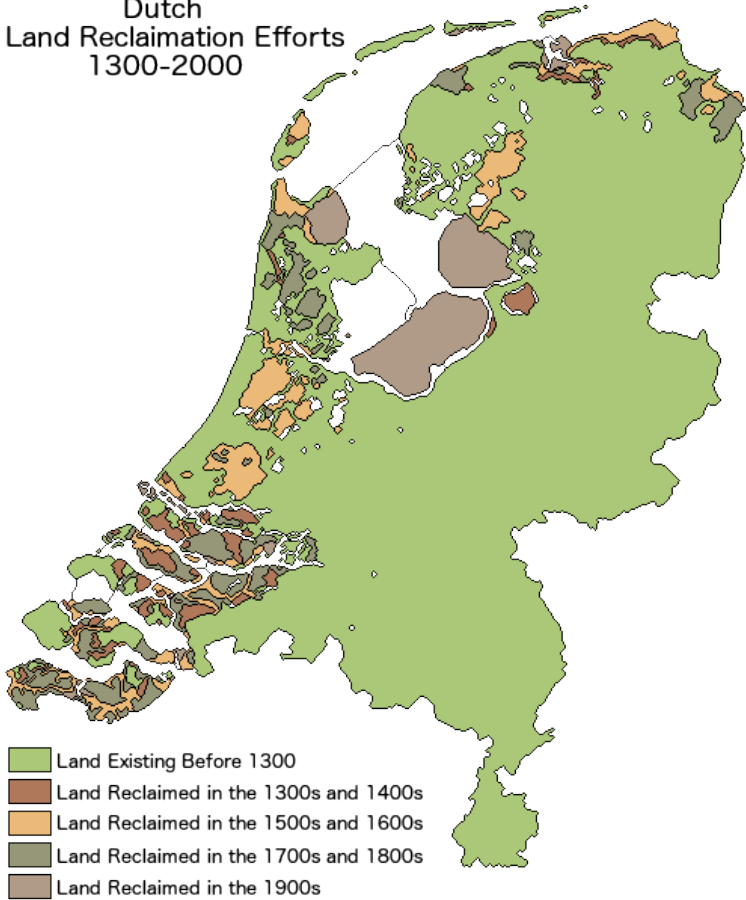 Dutch
Land Reclaimation Efforts
1300-2000
Land Existing Before 1300
Land Reclaimed in the 1300s and 1400s
Land Reclaimed in the 1500s and 1600s
Land Reclaimed in the 1700s and 1800s
Land Reclaimed in the 1900s